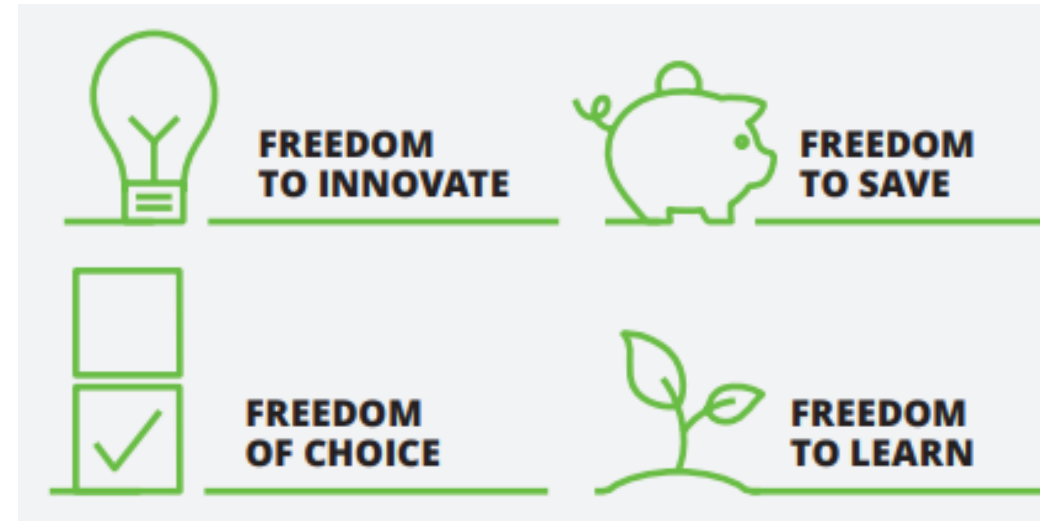 FREEDOM
TO INNOVATE
FREEDOM
TO SAVE
FREEDOM
OF CHOICE
FREEDOM
TO LEARN